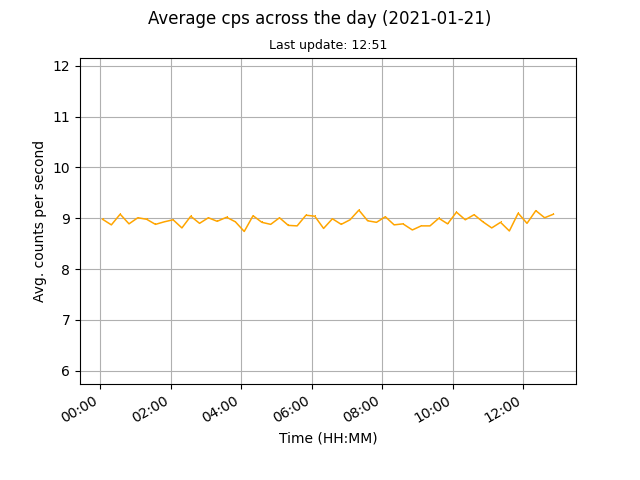 Average cps across the day (2021-01-21)
Last update: 12:51
12
11
10
9
8
7
6
Avg. counts per second
00:00 02:00 04:00 06:00 08:00 10:00 12:00
Time (HH:MM)